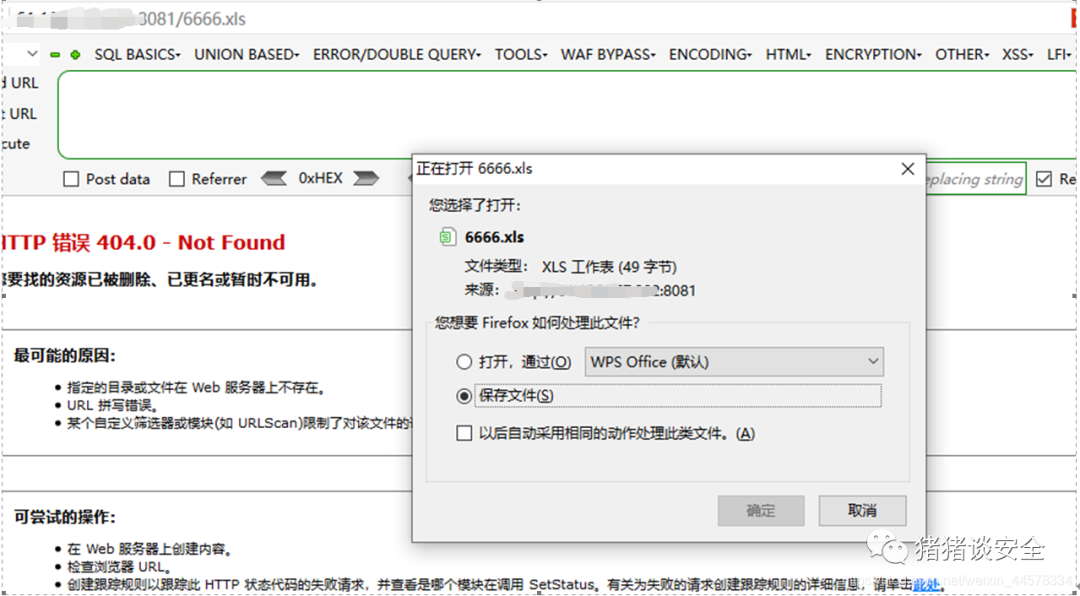 8081/6666.xls
SQL BASICS▾ UNION BASED▾ ERROR/DOUBLE QUERY▾ TOOLS▾ WAF BYPASS▾ ENCODING▾ HTML▾ ENCRYPTION▾ OTHER▾ XSS▾ LFI▾
d URL
t URL
cute
Post data Referrer 0xHEX eplacing string Re
正在打开 6666.xls
您选择了打开:
6666.xls
文件类型: XLS 工作表 (49 字节)
来源: :8081
您想要 Firefox 如何处理此文件?
打开，通过(O) WPS Office (默认)
保存文件(S)
以后自动采用相同的动作处理此类文件。(A)
确定 取消
HTTP 错误 404.0 - Not Found
要找的资源已被删除、已更名或暂时不可用。
最可能的原因:
• 指定的目录或文件在 Web 服务器上不存在。
• URL 拼写错误。
• 某个自定义筛选器或模块(如 URLScan)限制了对该文件的
可尝试的操作:
• 在 Web 服务器上创建内容。
• 检查浏览器 URL。
• 创建跟踪规则以跟踪此 HTTP 状态代码的失败请求，并查看是哪个模块在调用 SetStatus。有关为失败的请求创建跟踪规则的详细信息，请单击此处。
猪猪谈安全
net/weixin_44578334